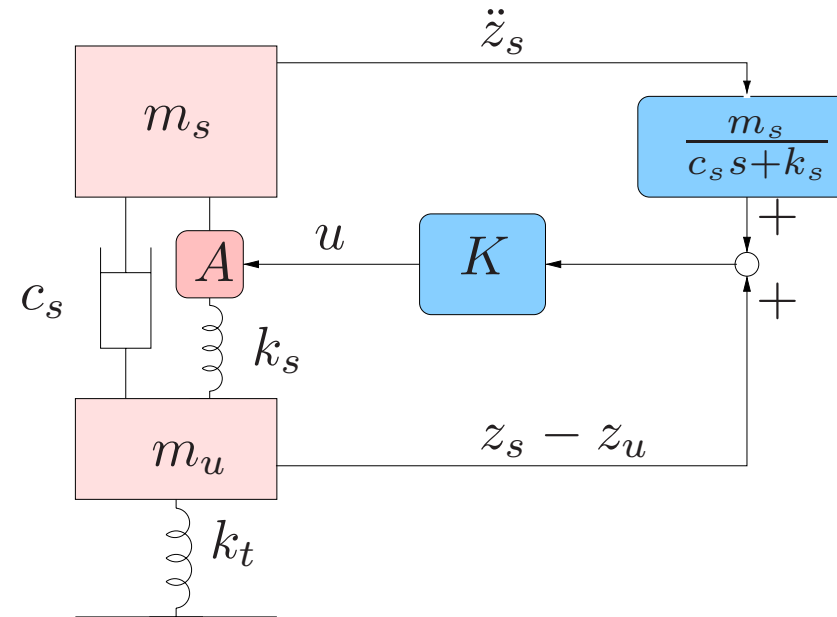 z̈_s
m_s
m_s
c_s s+k_s
+
u
A
K
+
c_s
k_s
z_s − z_u
m_u
k_t